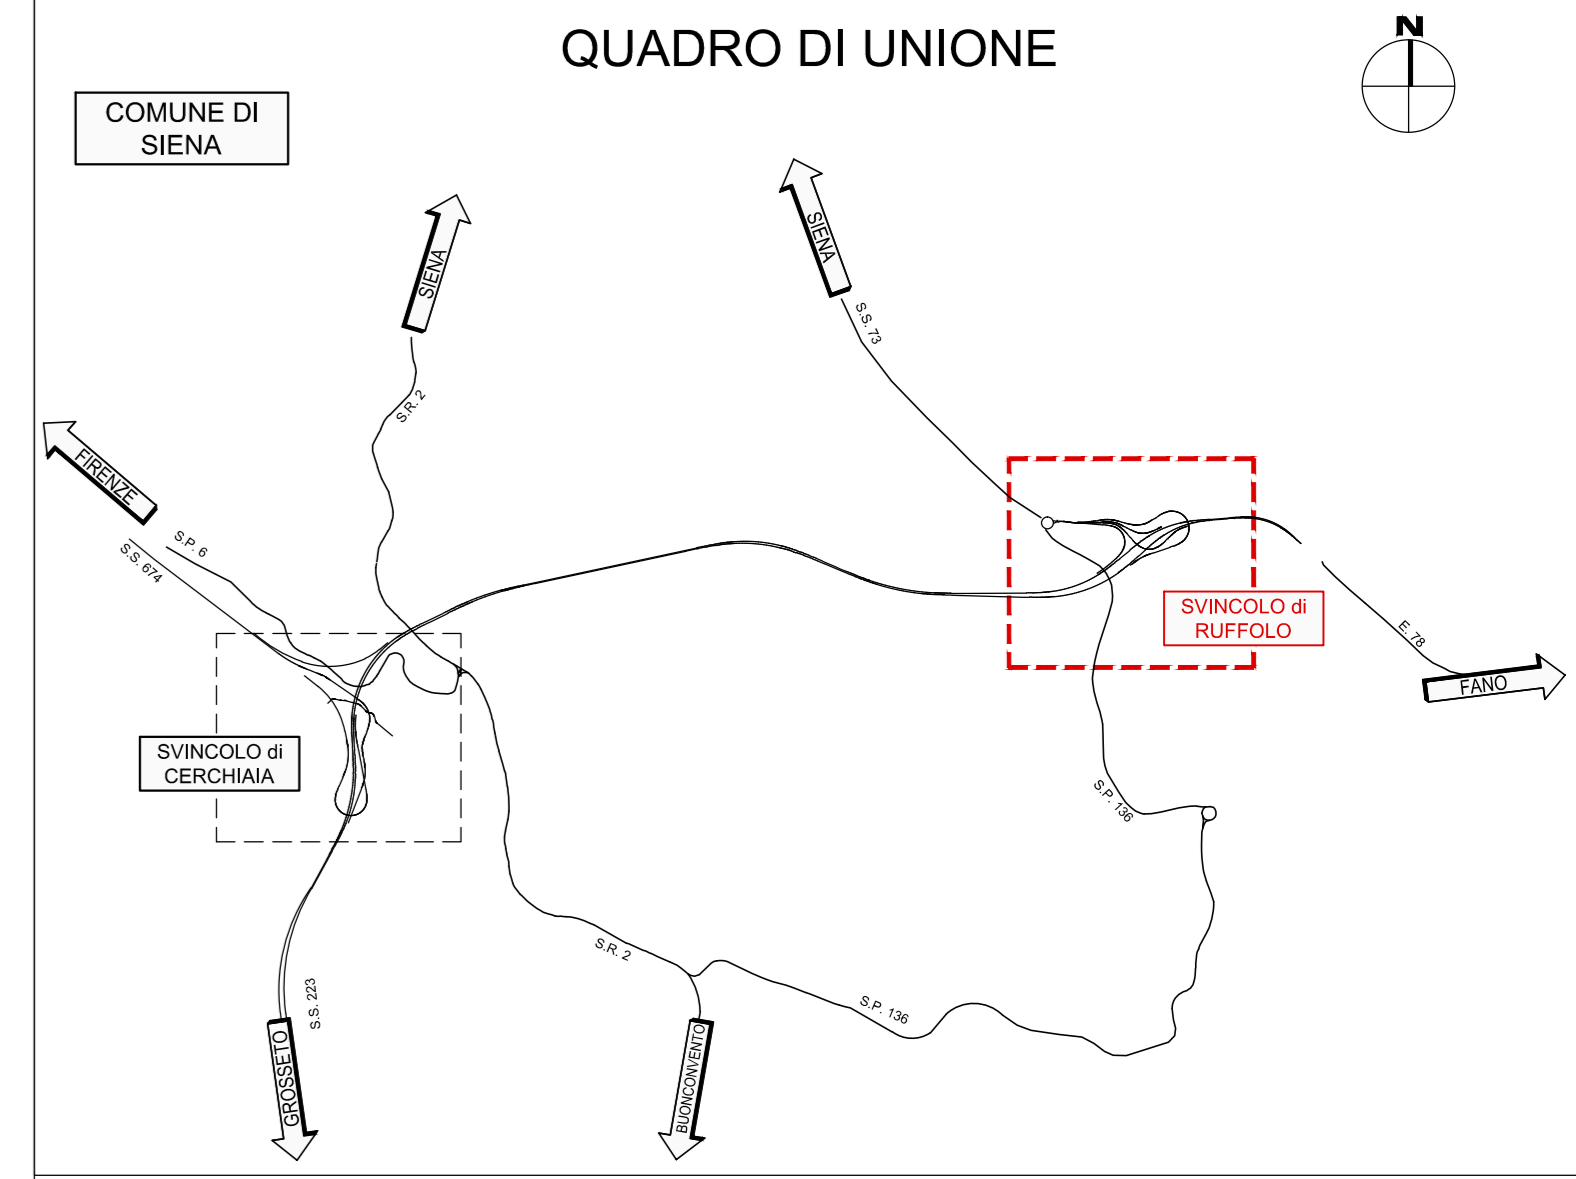 QUADRO DI UNIONE
N
COMUNE DI
SIENA
SIENA
SIENA
S.S. 73
S.R. 2
FIRENZE
S.P. 6
S.S. 674
SVINCOLO di
RUFFOLO
E. 78
FANO
SVINCOLO di
CERCHIAIA
S.P. 136
S.R. 2
S.P. 136
S.S. 223
GROSSETO
BUONCONVENTO